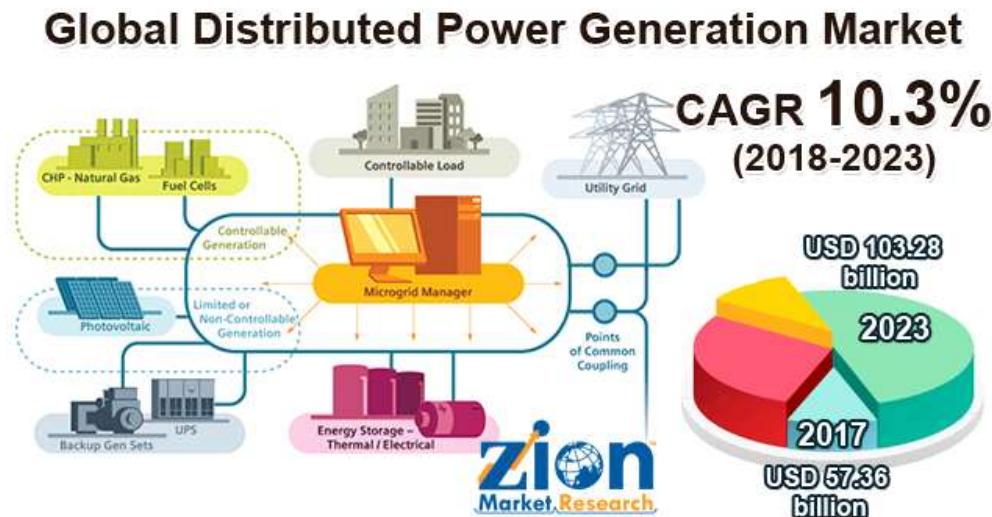 Global Distributed Power Generation Market
CAGR 10.3%
(2018-2023)
CHP - Natural Gas
Fuel Cells
Controllable Load
Utility Grid
Controllable
Generation
Microgrid Manager
Photovoltaic
Limited or
Non-Controllable
Generation
Points
of Common
Coupling
Backup Gen Sets
UPS
Energy Storage –
Thermal / Electrical
USD 103.28
billion
2023
2017
USD 57.36
billion
Zion
Market Research